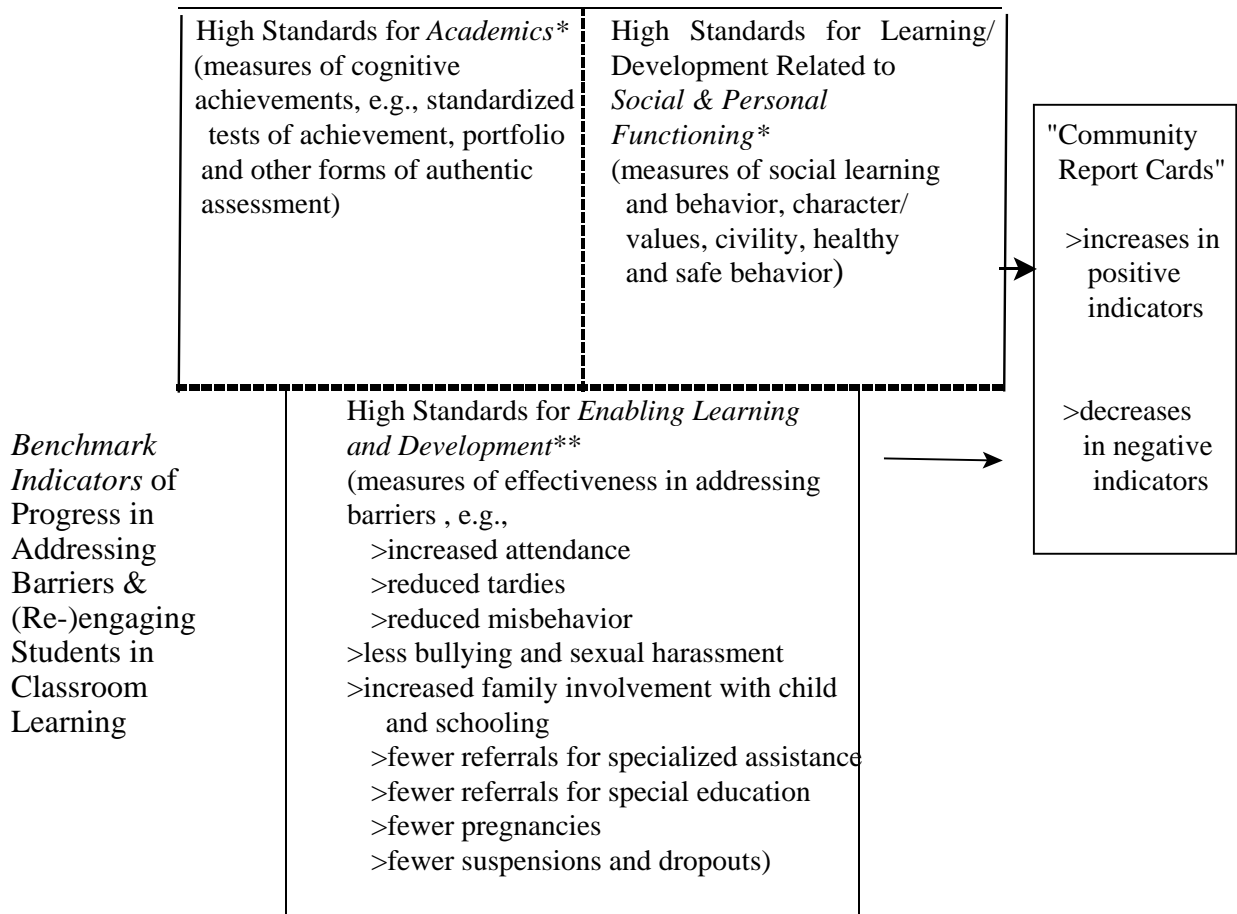 High Standards for Academics*
(measures of cognitive
achievements, e.g., standardized
tests of achievement, portfolio
and other forms of authentic
assessment)
High Standards for Learning/
Development Related to
Social & Personal
Functioning*
(measures of social learning
and behavior, character/
values, civility, healthy
and safe behavior)
"Community
Report Cards"
>increases in
positive
indicators
>decreases
in negative
indicators
Benchmark
Indicators of
Progress in
Addressing
Barriers &
(Re-)engaging
Students in
Classroom
Learning
High Standards for Enabling Learning
and Development**
(measures of effectiveness in addressing
barriers , e.g.,
>increased attendance
>reduced tardies
>reduced misbehavior
>less bullying and sexual harassment
>increased family involvement with child
and schooling
>fewer referrals for specialized assistance
>fewer referrals for special education
>fewer pregnancies
>fewer suspensions and dropouts)